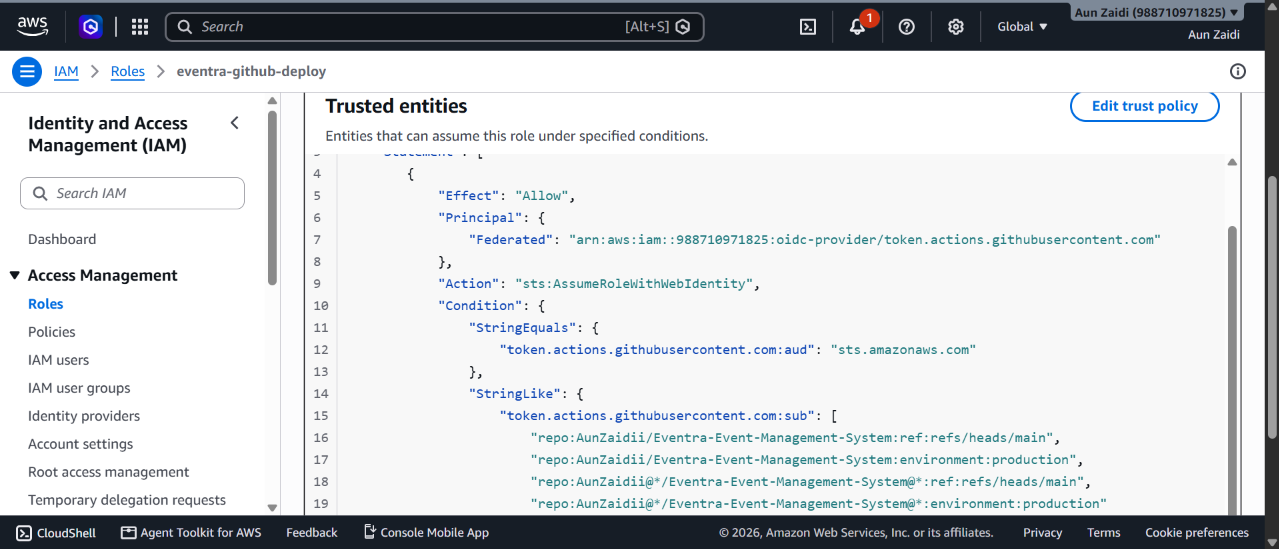 aws
Search
[Alt+S]
1
Global
Aun Zaidi (988710971825)
Aun Zaidi
IAM
Roles
eventra-github-deploy
Identity and Access
Management (IAM)
Search IAM
Dashboard
Access Management
Roles
Policies
IAM users
IAM user groups
Identity providers
Account settings
Root access management
Temporary delegation requests
Trusted entities
Edit trust policy
Entities that can assume this role under specified conditions.
4 {
5 "Effect": "Allow",
6 "Principal": {
7 "Federated": "arn:aws:iam::988710971825:oidc-provider/token.actions.githubusercontent.com"
8 },
9 "Action": "sts:AssumeRoleWithWebIdentity",
10 "Condition": {
11 "StringEquals": {
12 "token.actions.githubusercontent.com:aud": "sts.amazonaws.com"
13 },
14 "StringLike": {
15 "token.actions.githubusercontent.com:sub": [
16 "repo:AunZaidii/Eventra-Event-Management-System:ref:refs/heads/main",
17 "repo:AunZaidii/Eventra-Event-Management-System:environment:production",
18 "repo:AunZaidii@*/Eventra-Event-Management-System@*:ref:refs/heads/main",
19 "repo:AunZaidii@*/Eventra-Event-Management-System@*:environment:production"
CloudShell
Agent Toolkit for AWS
Feedback
Console Mobile App
© 2026, Amazon Web Services, Inc. or its affiliates.
Privacy
Terms
Cookie preferences